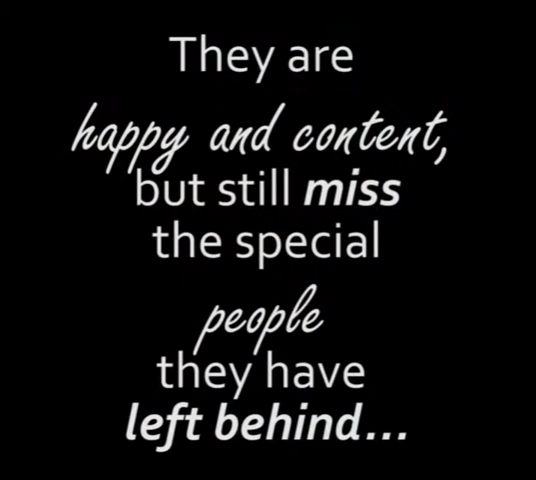 They are
happy and content,
but still miss
the special
people
they have
left behind...